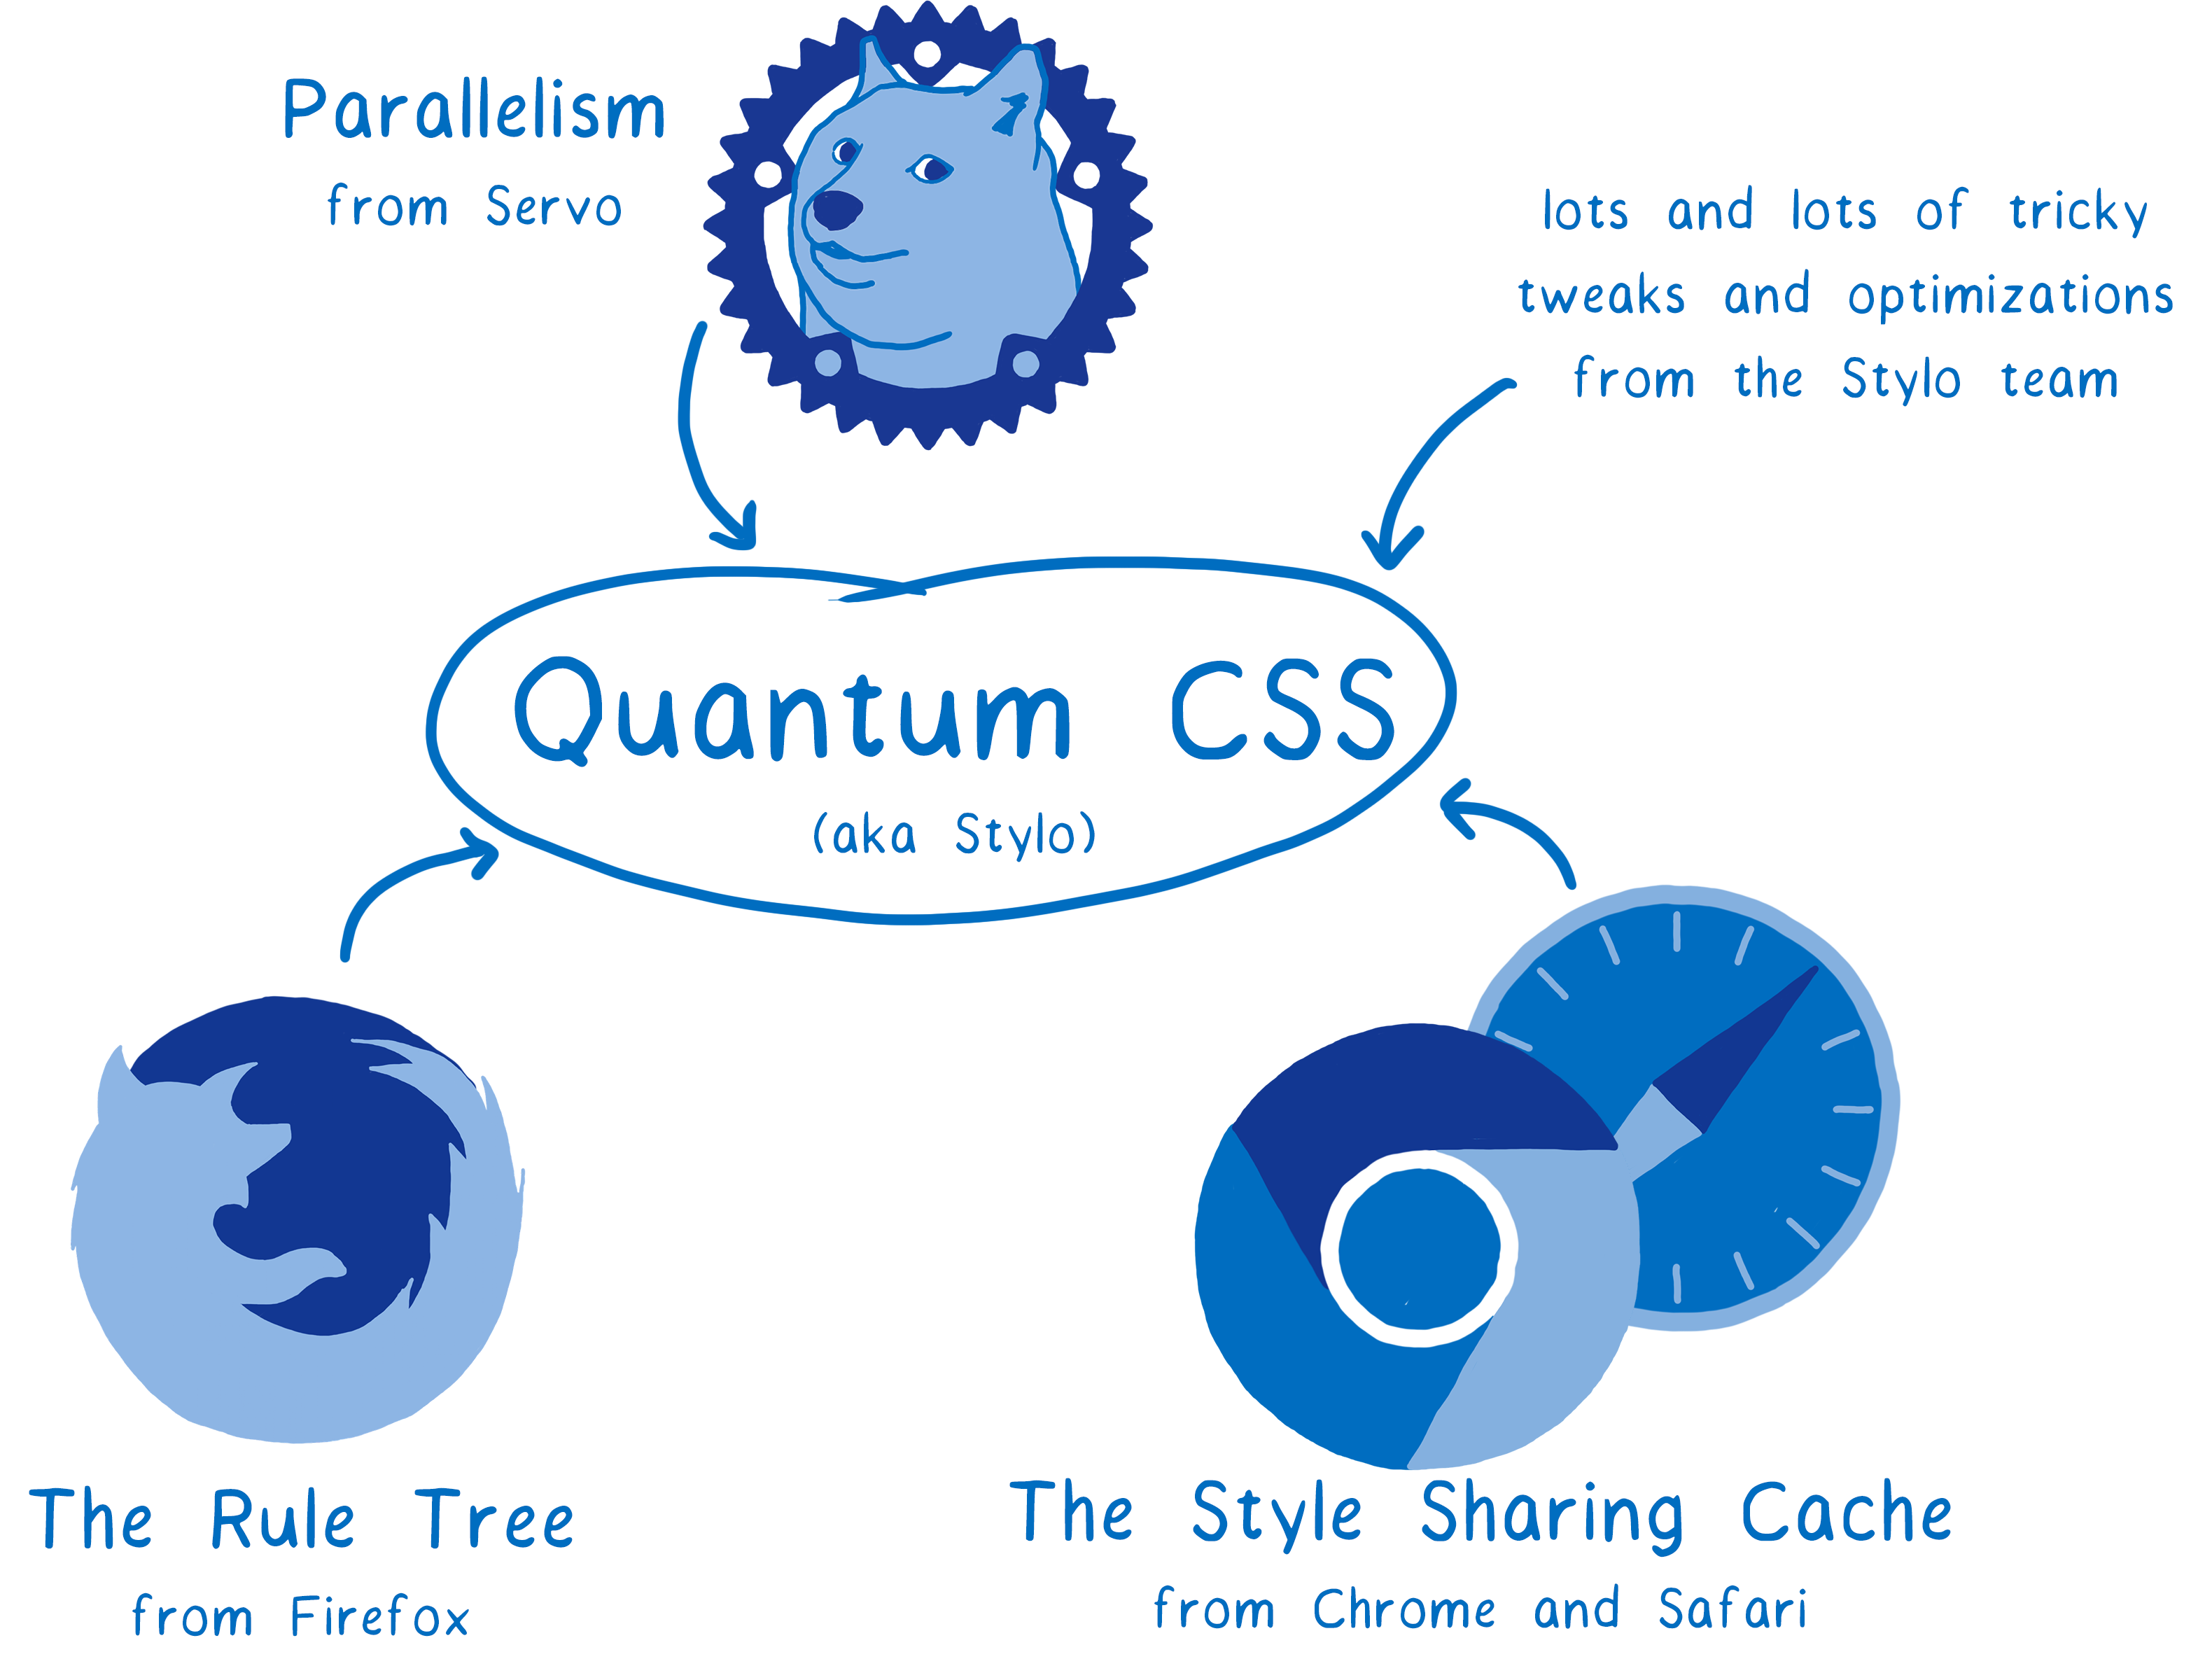 Parallelism
from Servo
lots and lots of tricky
tweaks and optimizations
from the Stylo team
Quantum CSS
(aka Stylo)
The Rule Tree
from Firefox
The Style Sharing Cache
from Chrome and Safari